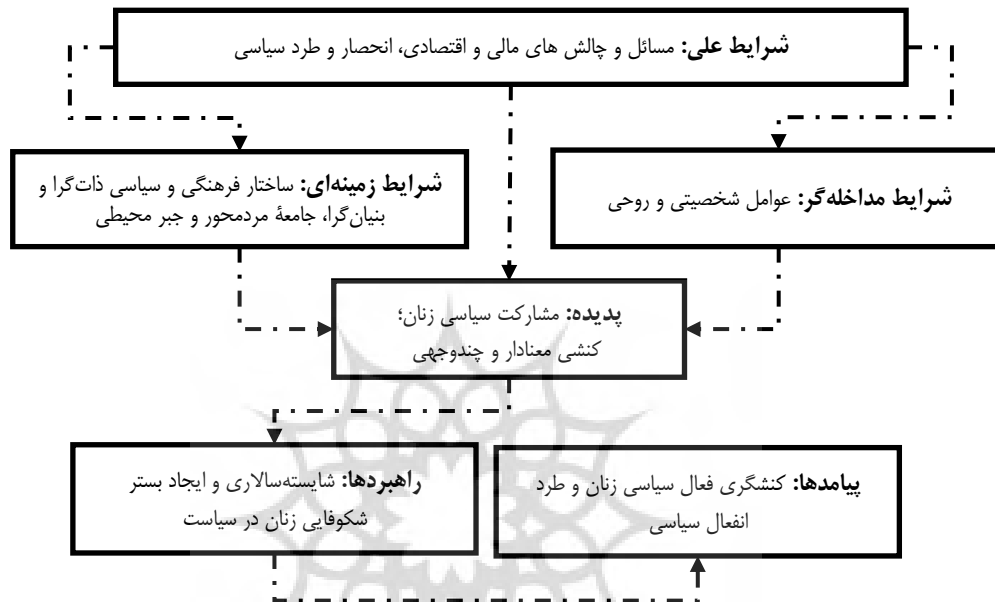 شرایط علی: مسائل و چالش های مالی و اقتصادی، انحصار و طرد سیاسی
شرایط مداخله‌گر: عوامل شخصیتی و روحی
شرایط زمینه‌ای: ساختار فرهنگی و سیاسی ذات‌گرا و
بنیان‌گرا، جامعهٔ مردمحور و جبر محیطی
پدیده: مشارکت سیاسی زنان؛
کنشی معنادار و چندوجهی
راهبردها: شایسته‌سالاری و ایجاد بستر
شکوفایی زنان در سیاست
پیامدها: کنشگری فعال سیاسی زنان و طرد
انفعال سیاسی